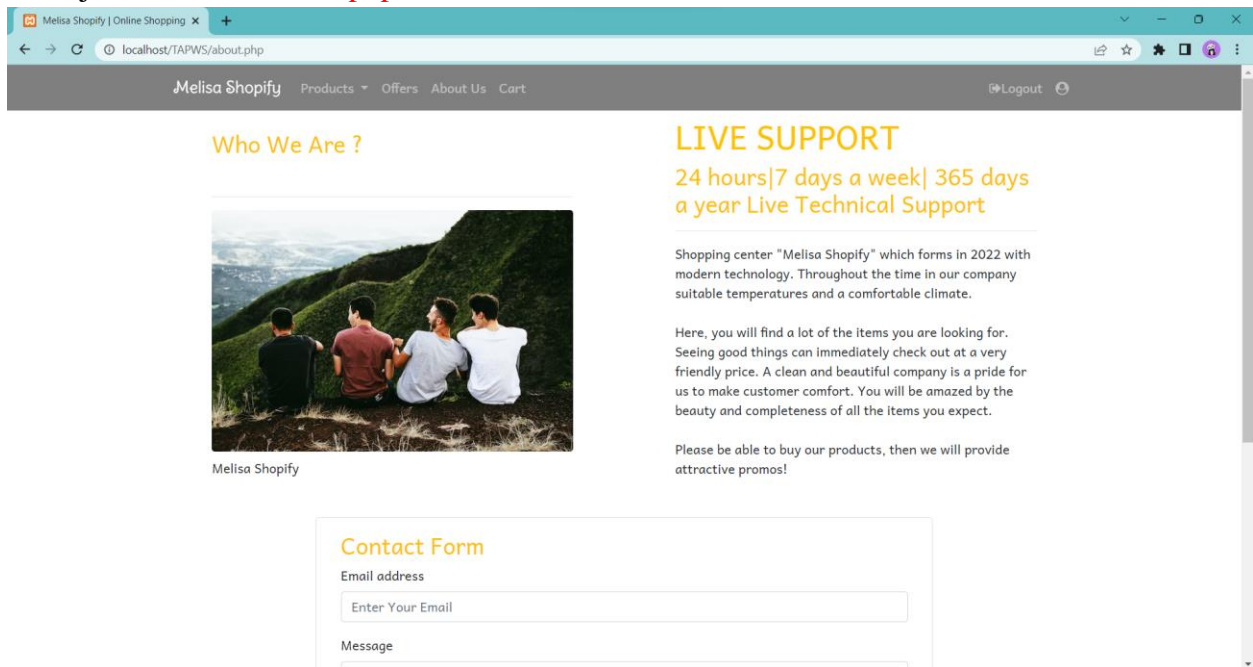 Melisa Shopify | Online Shopping
localhost/TAPWS/about.php
Melisa Shopify Products Offers About Us Cart Logout
Who We Are ?
Melisa Shopify
LIVE SUPPORT
24 hours|7 days a week| 365 days
a year Live Technical Support
Shopping center "Melisa Shopify" which forms in 2022 with
modern technology. Throughout the time in our company
suitable temperatures and a comfortable climate.
Here, you will find a lot of the items you are looking for.
Seeing good things can immediately check out at a very
friendly price. A clean and beautiful company is a pride for
us to make customer comfort. You will be amazed by the
beauty and completeness of all the items you expect.
Please be able to buy our products, then we will provide
attractive promos!
Contact Form
Email address
Enter Your Email
Message